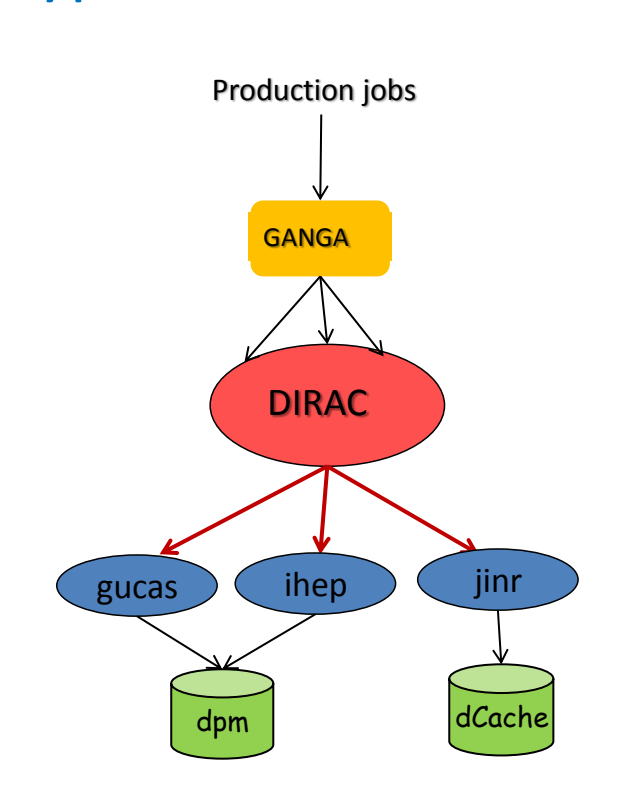 Production jobs
GANGA
DIRAC
gucas
ihep
jinr
dpm
dCache